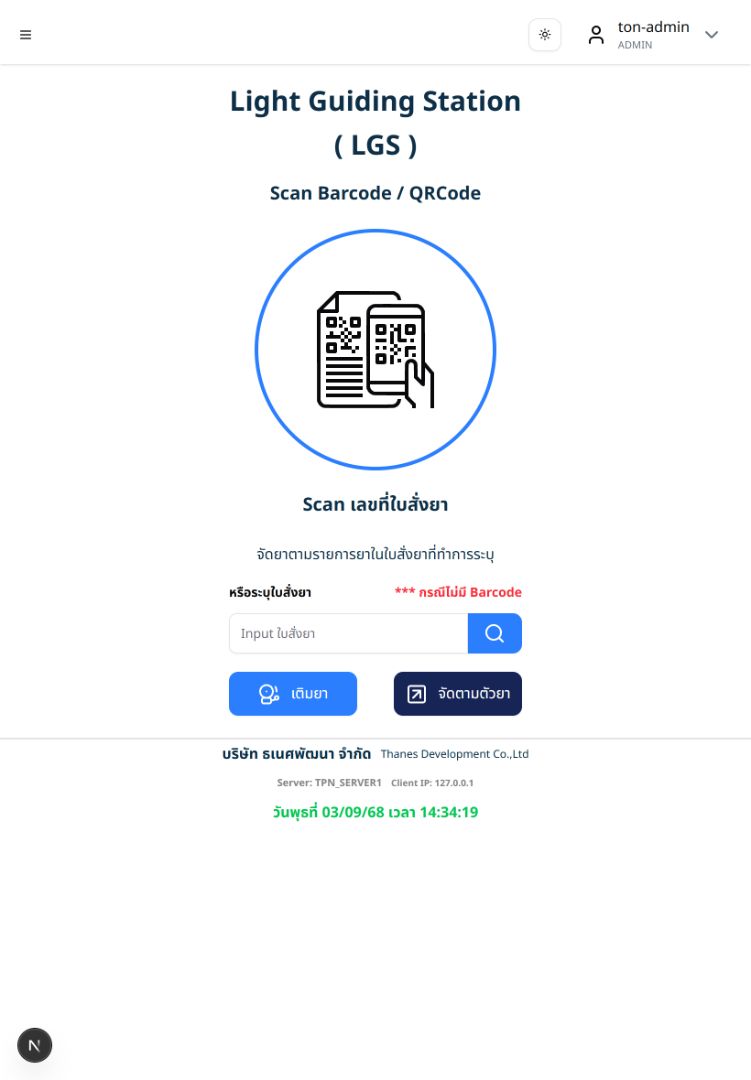 ton-admin
ADMIN
Light Guiding Station
( LGS )
Scan Barcode / QRCode
Scan เลขที่ใบสั่งยา
จัดยาตามรายการยาในใบสั่งยาที่ทำการระบุ
หรือระบุใบสั่งยา *** กรณีไม่มี Barcode
Input ใบสั่งยา
เติมยา จัดตามตัวยา
บริษัท ธเนศพัฒนา จำกัด Thanes Development Co.,Ltd
Server: TPN_SERVER1 Client IP: 127.0.0.1
วันพุธที่ 03/09/68 เวลา 14:34:19
N